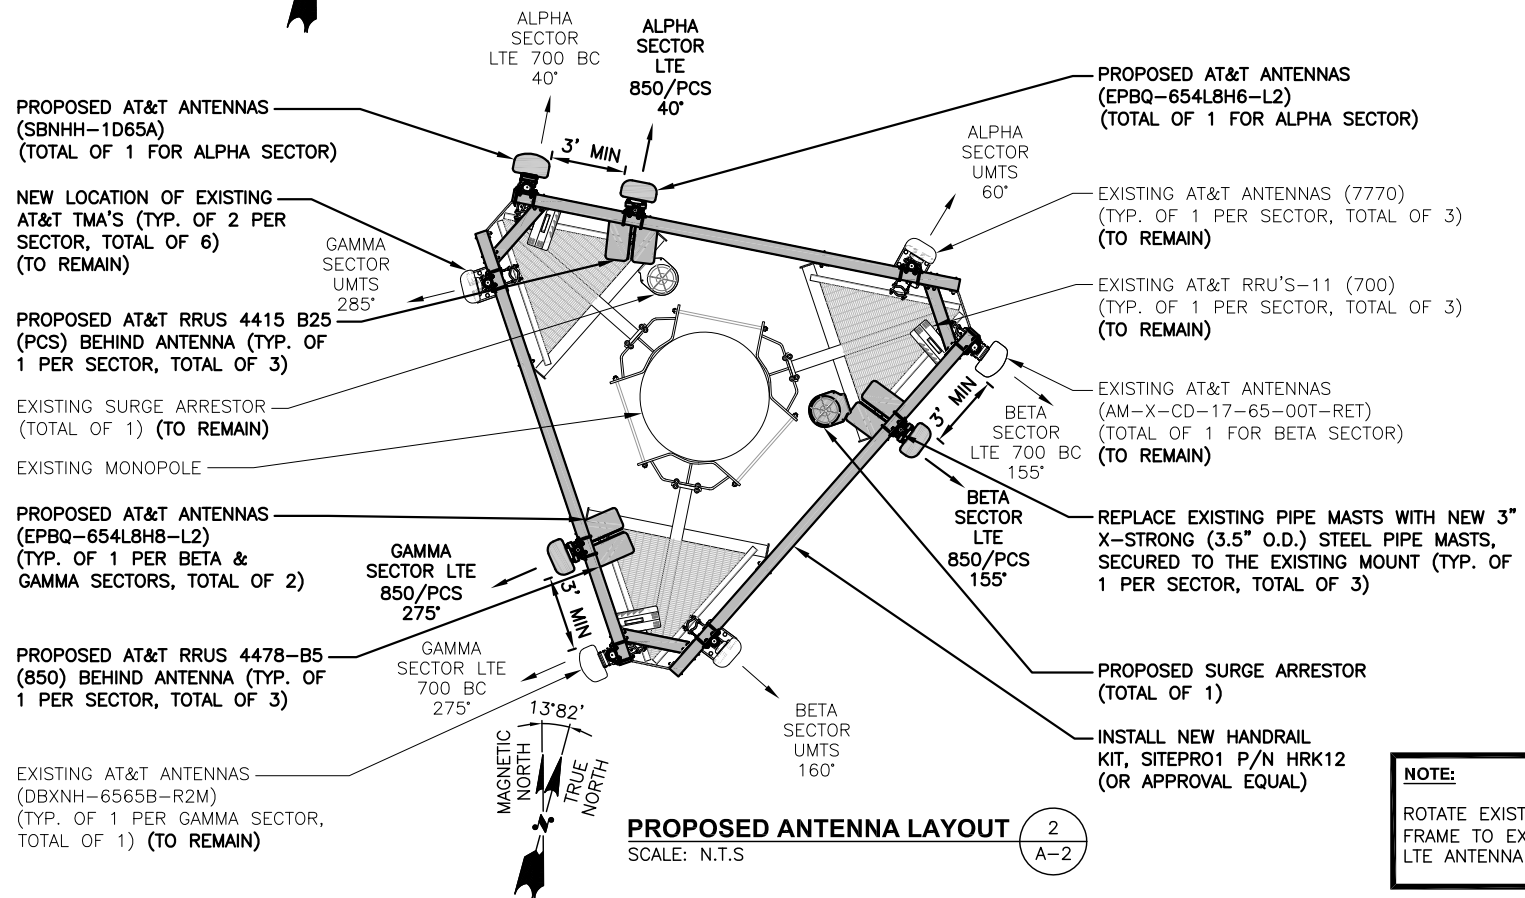 ALPHA
SECTOR
LTE 700 BC
40°
ALPHA
SECTOR
LTE
850/PCS
40°
3' MIN
PROPOSED AT&T ANTENNAS
(SBNHH-1D65A)
(TOTAL OF 1 FOR ALPHA SECTOR)
NEW LOCATION OF EXISTING
AT&T TMA'S (TYP. OF 2 PER
SECTOR, TOTAL OF 6)
(TO REMAIN)
GAMMA
SECTOR
UMTS
285°
PROPOSED AT&T RRUS 4415 B25
(PCS) BEHIND ANTENNA (TYP. OF
1 PER SECTOR, TOTAL OF 3)
EXISTING SURGE ARRESTOR
(TOTAL OF 1) (TO REMAIN)
EXISTING MONOPOLE
PROPOSED AT&T ANTENNAS
(EPBQ-654L8H8-L2)
(TYP. OF 1 PER BETA &
GAMMA SECTORS, TOTAL OF 2)
GAMMA
SECTOR LTE
850/PCS
275°
3' MIN
PROPOSED AT&T RRUS 4478-B5
(850) BEHIND ANTENNA (TYP. OF
1 PER SECTOR, TOTAL OF 3)
GAMMA
SECTOR LTE
700 BC
275°
EXISTING AT&T ANTENNAS
(DBXNH-6565B-R2M)
(TYP. OF 1 PER GAMMA SECTOR,
TOTAL OF 1) (TO REMAIN)
PROPOSED AT&T ANTENNAS
(EPBQ-654L8H6-L2)
(TOTAL OF 1 FOR ALPHA SECTOR)
ALPHA
SECTOR
UMTS
60°
EXISTING AT&T ANTENNAS (7770)
(TYP. OF 1 PER SECTOR, TOTAL OF 3)
(TO REMAIN)
EXISTING AT&T RRU'S-11 (700)
(TYP. OF 1 PER SECTOR, TOTAL OF 3)
(TO REMAIN)
3' MIN
BETA
SECTOR
LTE 700 BC
155°
EXISTING AT&T ANTENNAS
(AM-X-CD-17-65-00T-RET)
(TOTAL OF 1 FOR BETA SECTOR)
(TO REMAIN)
BETA
SECTOR
LTE
850/PCS
155°
REPLACE EXISTING PIPE MASTS WITH NEW 3"
X-STRONG (3.5" O.D.) STEEL PIPE MASTS,
SECURED TO THE EXISTING MOUNT (TYP. OF
1 PER SECTOR, TOTAL OF 3)
PROPOSED SURGE ARRESTOR
(TOTAL OF 1)
BETA
SECTOR
UMTS
160°
INSTALL NEW HANDRAIL
KIT, SITEPRO1 P/N HRK12
(OR APPROVAL EQUAL)
13°82'
MAGNETIC
NORTH
TRUE
NORTH
N
PROPOSED ANTENNA LAYOUT
SCALE: N.T.S
2
A-2
NOTE:
ROTATE EXIST
FRAME TO EX
LTE ANTENNA